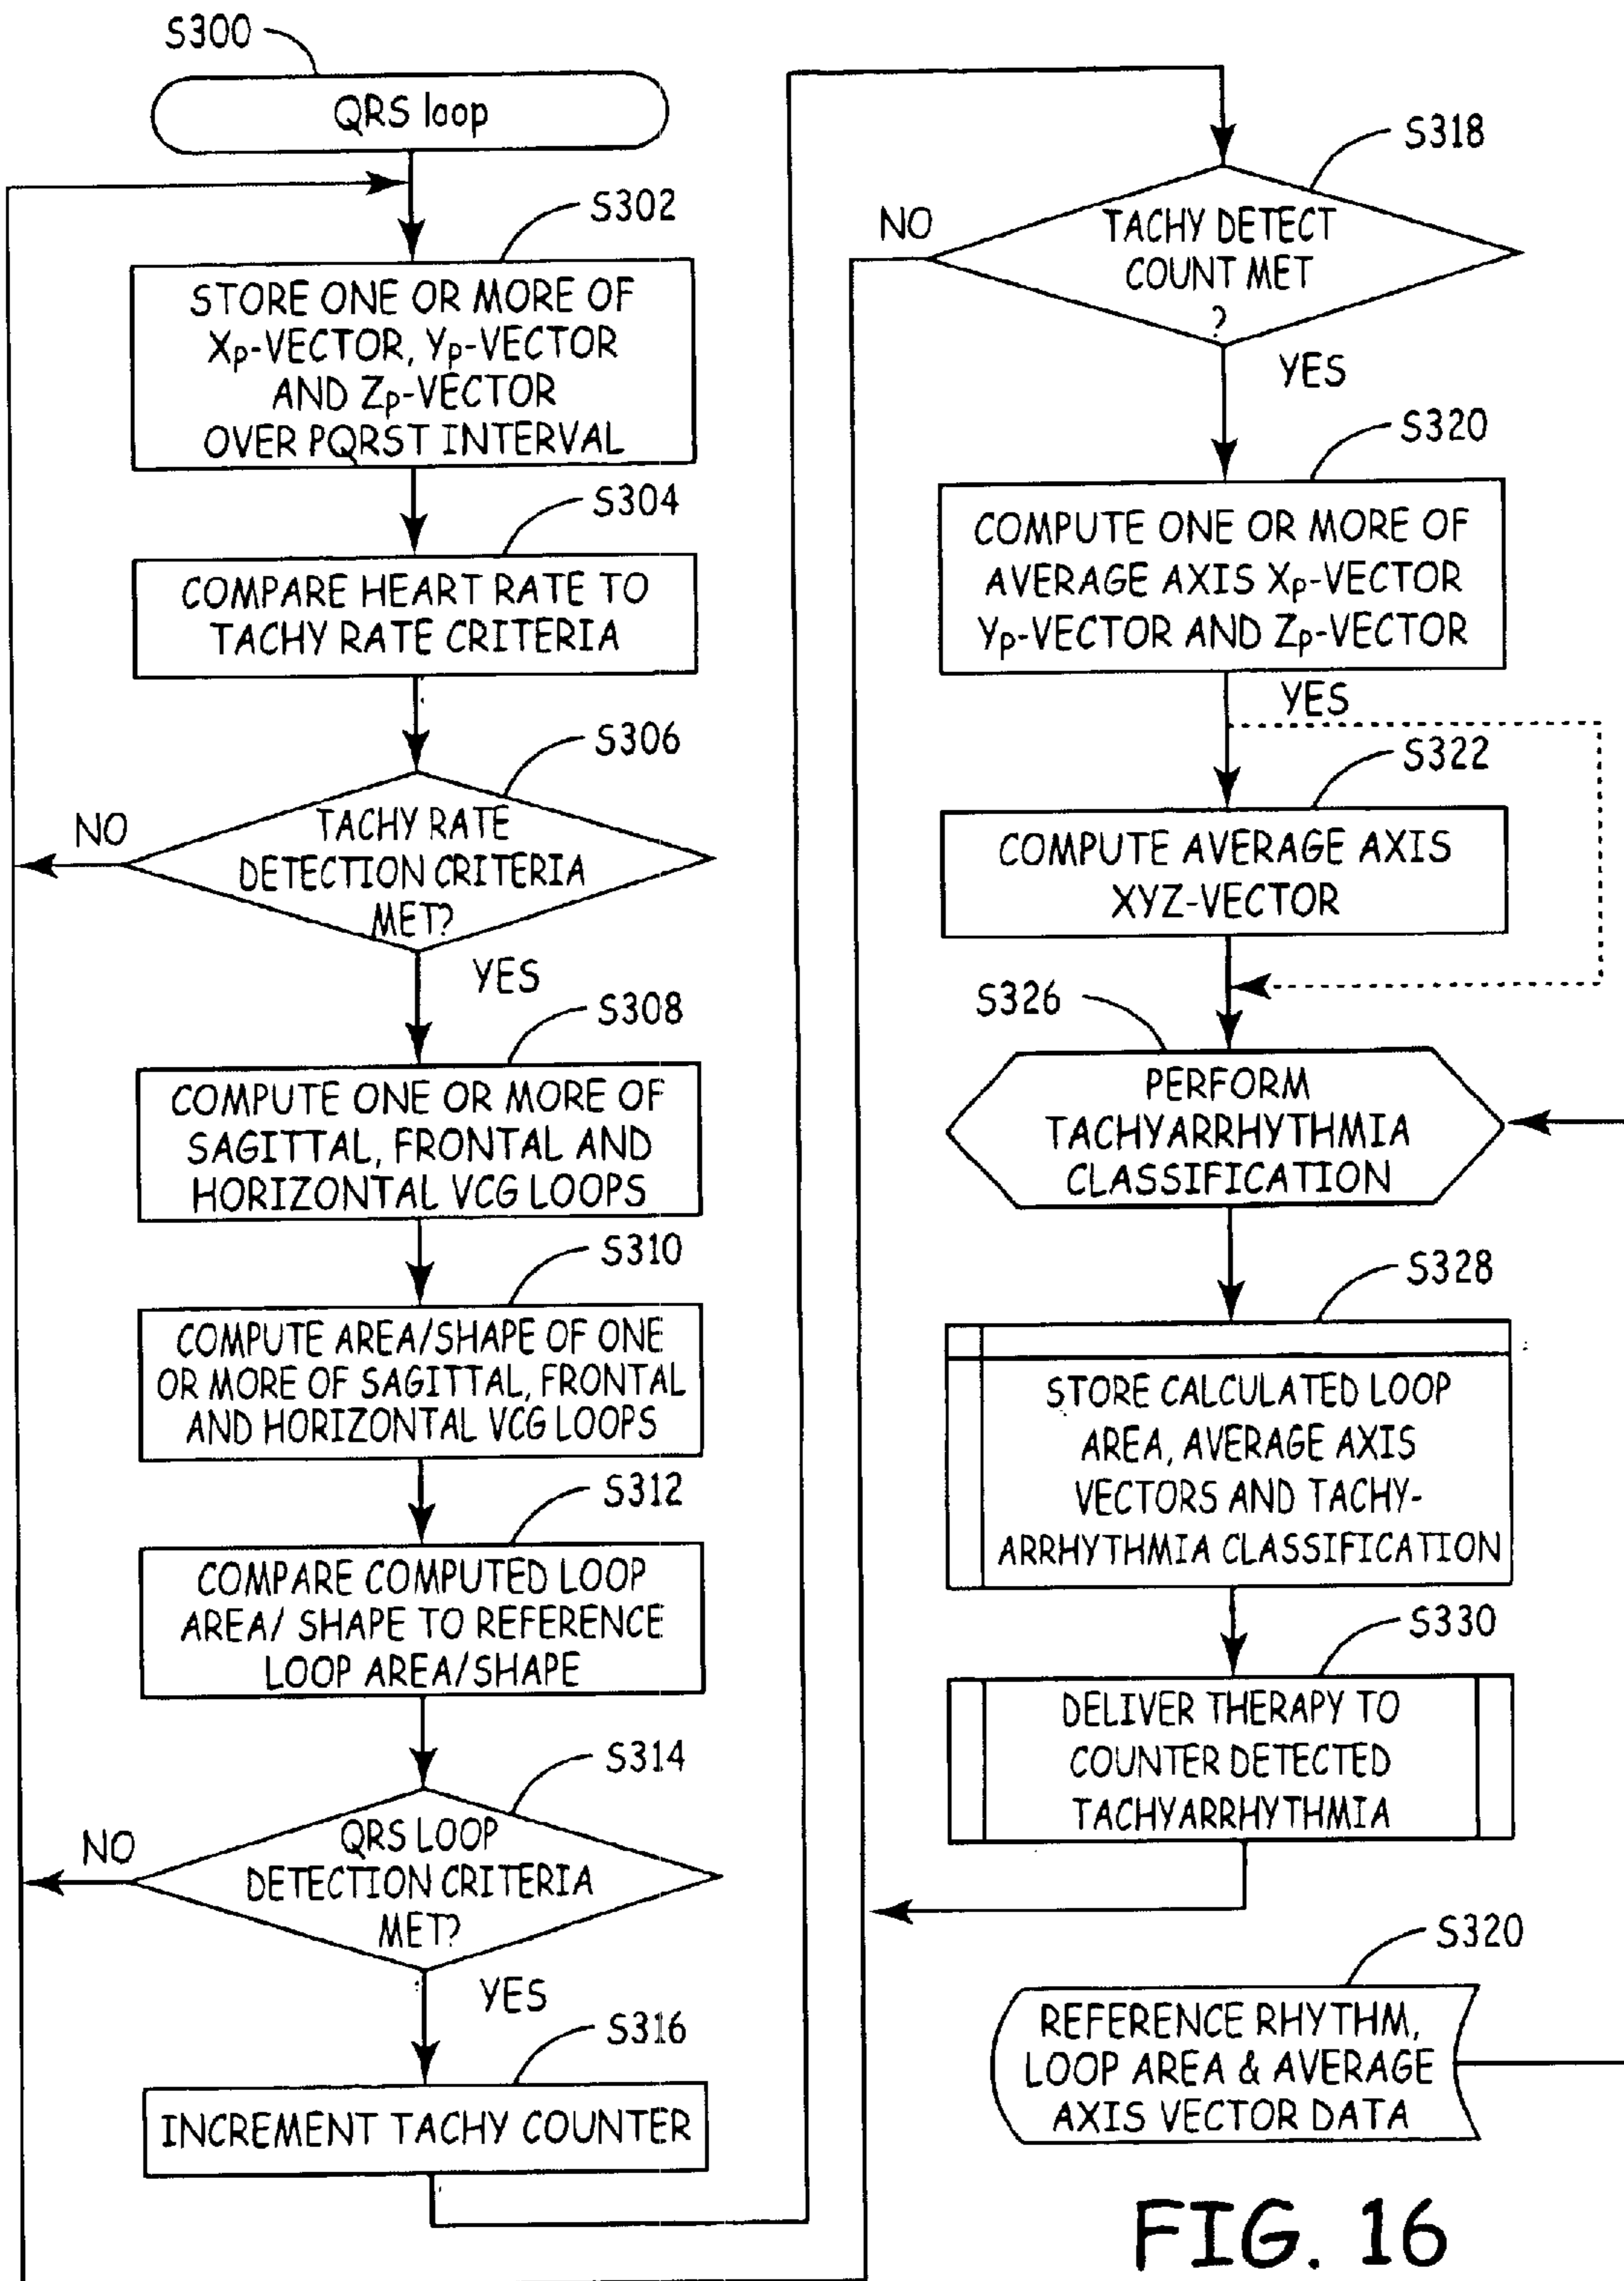 S300
QRS loop
S302
STORE ONE OR MORE OF
Xp-VECTOR, Yp-VECTOR
AND Zp-VECTOR
OVER PQRST INTERVAL
S304
COMPARE HEART RATE TO
TACHY RATE CRITERIA
S306
TACHY RATE
DETECTION CRITERIA
MET?
NO
YES
S308
COMPUTE ONE OR MORE OF
SAGITTAL, FRONTAL AND
HORIZONTAL VCG LOOPS
S310
COMPUTE AREA/SHAPE OF ONE
OR MORE OF SAGITTAL, FRONTAL
AND HORIZONTAL VCG LOOPS
S312
COMPARE COMPUTED LOOP
AREA/ SHAPE TO REFERENCE
LOOP AREA/SHAPE
S314
QRS LOOP
DETECTION CRITERIA
MET?
NO
YES
S316
INCREMENT TACHY COUNTER
S318
TACHY DETECT
COUNT MET
?
NO
YES
S320
COMPUTE ONE OR MORE OF
AVERAGE AXIS Xp-VECTOR
Yp-VECTOR AND Zp-VECTOR
YES
S322
COMPUTE AVERAGE AXIS
XYZ-VECTOR
S326
PERFORM
TACHYARRHYTHMIA
CLASSIFICATION
S328
STORE CALCULATED LOOP
AREA, AVERAGE AXIS
VECTORS AND TACHY-
ARRHYTHMIA CLASSIFICATION
S330
DELIVER THERAPY TO
COUNTER DETECTED
TACHYARRHYTHMIA
S320
REFERENCE RHYTHM,
LOOP AREA & AVERAGE
AXIS VECTOR DATA
FIG. 16